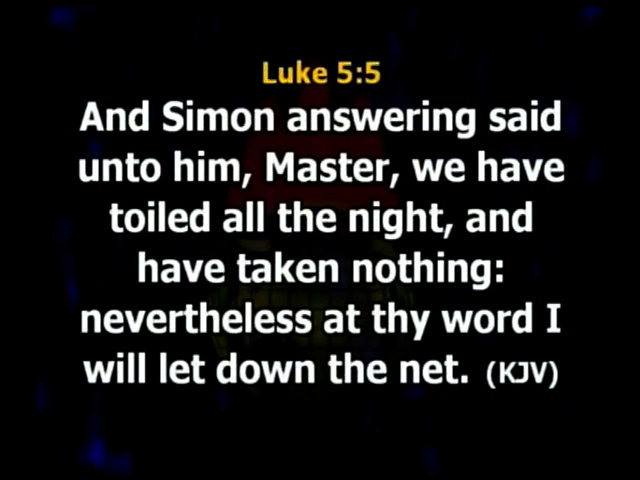 Luke 5:5
And Simon answering said
unto him, Master, we have
toiled all the night, and
have taken nothing:
nevertheless at thy word I
will let down the net. (KJV)